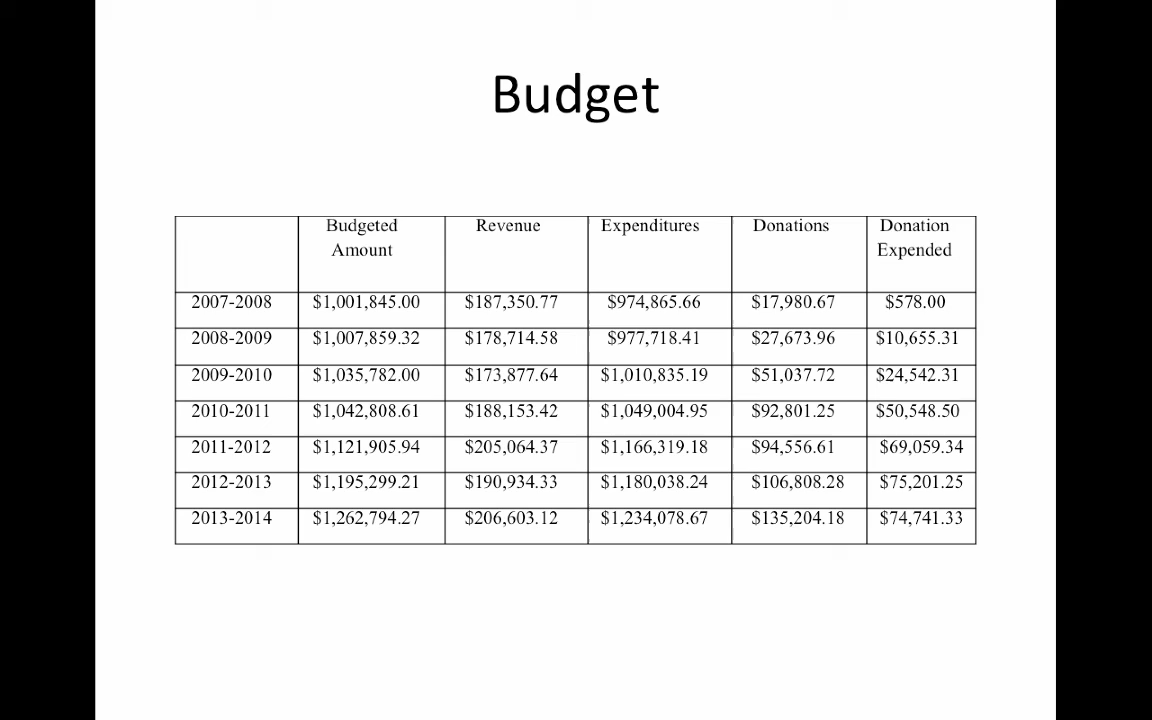 Budget
Budgeted Amount Revenue Expenditures Donations Donation Expended
2007-2008 $1,001,845.00 $187,350.77 $974,865.66 $17,980.67 $578.00
2008-2009 $1,007,859.32 $178,714.58 $977,718.41 $27,673.96 $10,655.31
2009-2010 $1,035,782.00 $173,877.64 $1,010,835.19 $51,037.72 $24,542.31
2010-2011 $1,042,808.61 $188,153.42 $1,049,004.95 $92,801.25 $50,548.50
2011-2012 $1,121,905.94 $205,064.37 $1,166,319.18 $94,556.61 $69,059.34
2012-2013 $1,195,299.21 $190,934.33 $1,180,038.24 $106,808.28 $75,201.25
2013-2014 $1,262,794.27 $206,603.12 $1,234,078.67 $135,204.18 $74,741.33